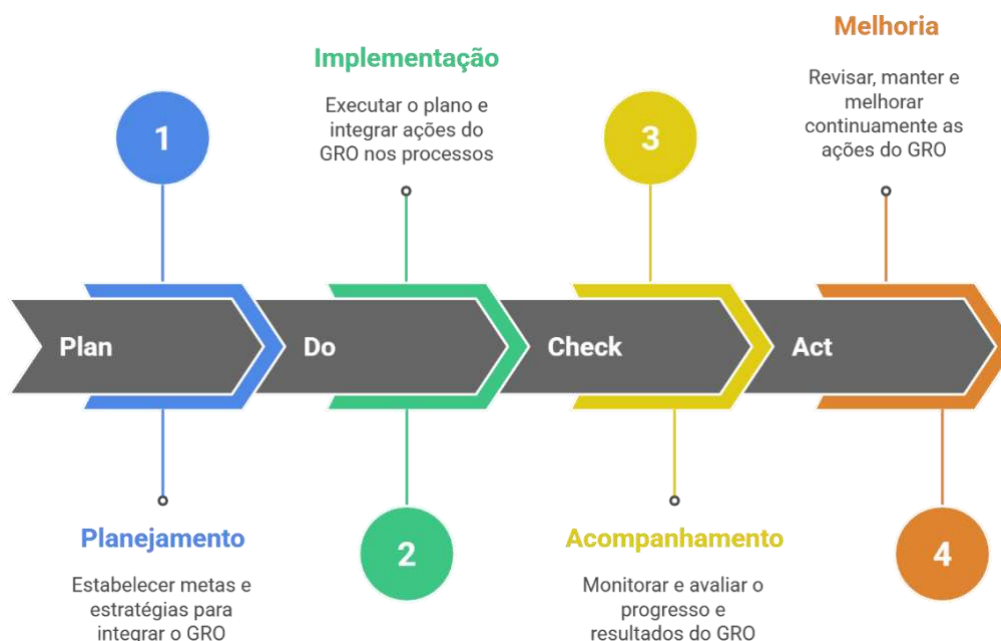 1
Planejamento
Estabelecer metas e
estratégias para
integrar o GRO
Plan
Implementação
Executar o plano e
integrar ações do
GRO nos processos
Do
2
3
Check
Acompanhamento
Monitorar e avaliar o
progresso e
resultados do GRO
Melhoria
Revisar, manter e
melhorar
continuamente as
ações do GRO
Act
4